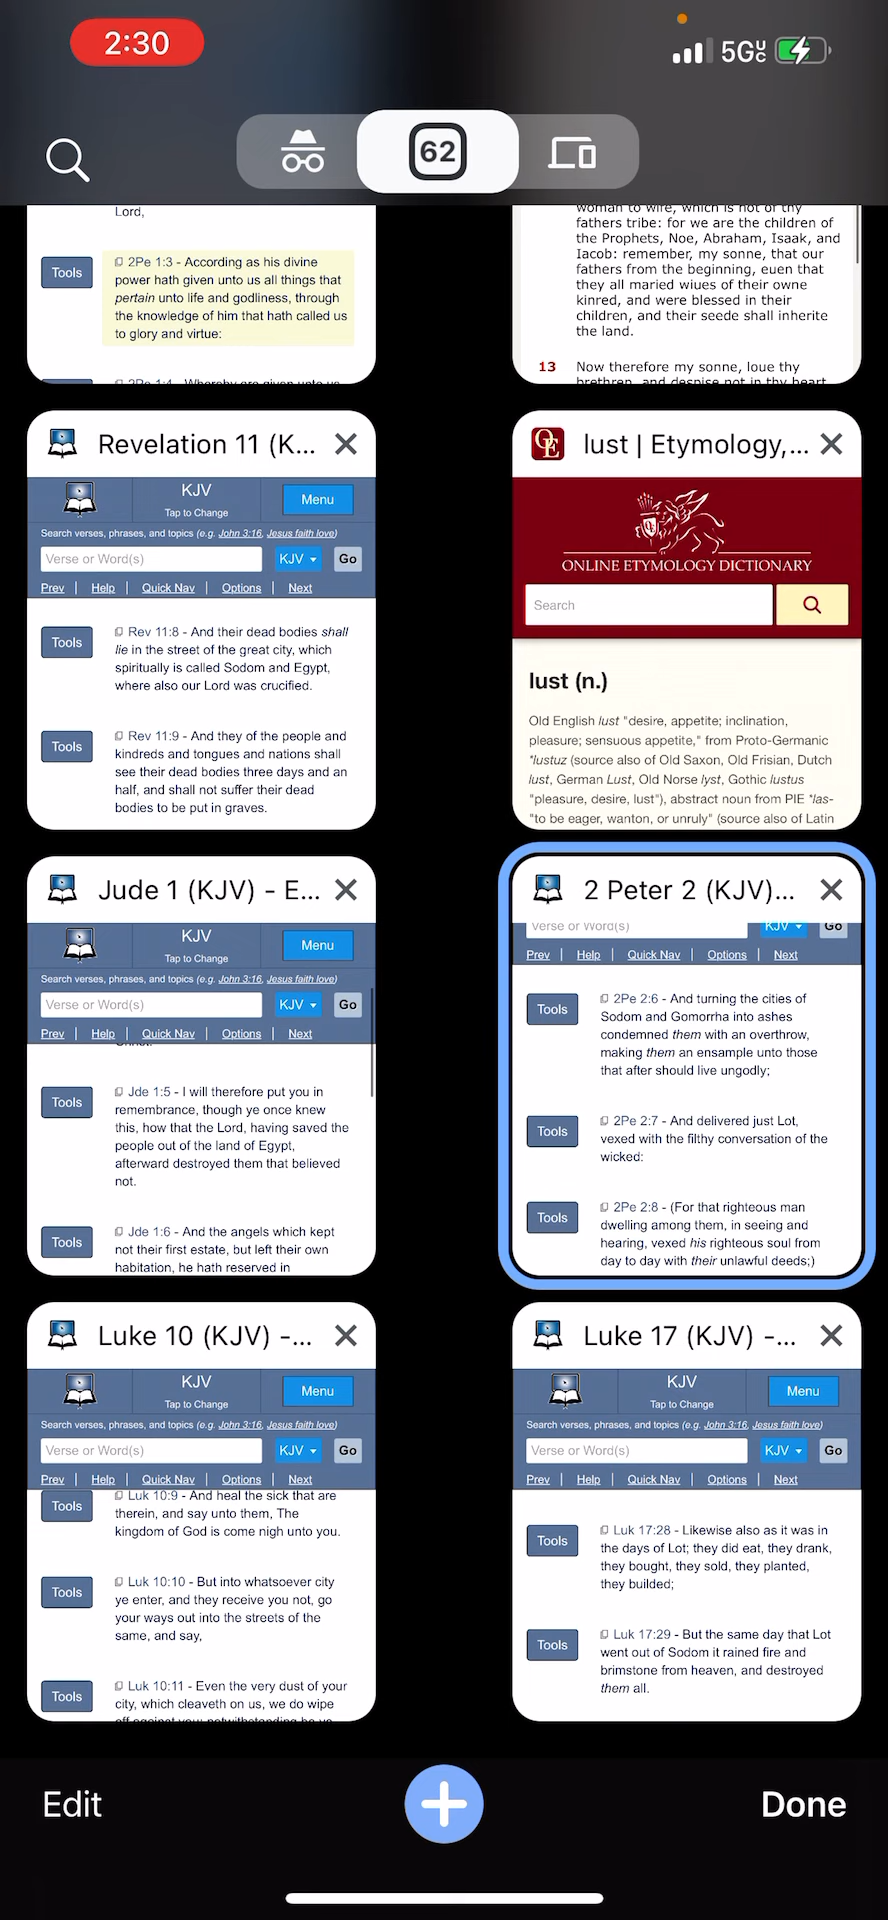 2:30
5G UC
62
Lord,
Tools
2Pe 1:3 - According as his divine
power hath given unto us all things that
pertain unto life and godliness, through
the knowledge of him that hath called us
to glory and virtue:
2Pe 1:4 - Whereby are given unto us
woman to wife, which is not of thy
fathers tribe: for we are the children of
the Prophets, Noe, Abraham, Isaak, and
Iacob: remember, my sonne, that our
fathers from the beginning, euen that
they all maried wiues of their owne
kinred, and were blessed in their
children, and their seede shall inherite
the land.
13 Now therefore my sonne, loue thy
brethren, and despise not in thy heart
Revelation 11 (K...
KJV
Tap to Change
Menu
Search verses, phrases, and topics (e.g. John 3:16, Jesus faith love)
Verse or Word(s)
KJV
Go
Prev | Help | Quick Nav | Options | Next
Tools
Rev 11:8 - And their dead bodies shall
lie in the street of the great city, which
spiritually is called Sodom and Egypt,
where also our Lord was crucified.
Tools
Rev 11:9 - And they of the people and
kindreds and tongues and nations shall
see their dead bodies three days and an
half, and shall not suffer their dead
bodies to be put in graves.
lust | Etymology,...
OE
ONLINE ETYMOLOGY DICTIONARY
Search
lust (n.)
Old English lust "desire, appetite; inclination,
pleasure; sensuous appetite," from Proto-Germanic
*lustuz (source also of Old Saxon, Old Frisian, Dutch
lust, German Lust, Old Norse lyst, Gothic lustus
"pleasure, desire, lust"), abstract noun from PIE *las-
"to be eager, wanton, or unruly" (source also of Latin
Jude 1 (KJV) - E...
KJV
Tap to Change
Menu
Search verses, phrases, and topics (e.g. John 3:16, Jesus faith love)
Verse or Word(s)
KJV
Go
Prev | Help | Quick Nav | Options | Next
Christ.
Tools
Jde 1:5 - I will therefore put you in
remembrance, though ye once knew
this, how that the Lord, having saved the
people out of the land of Egypt,
afterward destroyed them that believed
not.
Tools
Jde 1:6 - And the angels which kept
not their first estate, but left their own
habitation, he hath reserved in
2 Peter 2 (KJV)...
Verse or Word(s)
KJV
Go
Prev | Help | Quick Nav | Options | Next
Tools
2Pe 2:6 - And turning the cities of
Sodom and Gomorrha into ashes
condemned them with an overthrow,
making them an ensample unto those
that after should live ungodly;
Tools
2Pe 2:7 - And delivered just Lot,
vexed with the filthy conversation of the
wicked:
Tools
2Pe 2:8 - (For that righteous man
dwelling among them, in seeing and
hearing, vexed his righteous soul from
day to day with their unlawful deeds;)
Luke 10 (KJV) -...
KJV
Tap to Change
Menu
Search verses, phrases, and topics (e.g. John 3:16, Jesus faith love)
Verse or Word(s)
KJV
Go
Prev | Help | Quick Nav | Options | Next
Tools
Luk 10:9 - And heal the sick that are
therein, and say unto them, The
kingdom of God is come nigh unto you.
Tools
Luk 10:10 - But into whatsoever city
ye enter, and they receive you not, go
your ways out into the streets of the
same, and say,
Tools
Luk 10:11 - Even the very dust of your
city, which cleaveth on us, we do wipe
off against you: notwithstanding be ye
Luke 17 (KJV) -...
KJV
Tap to Change
Menu
Search verses, phrases, and topics (e.g. John 3:16, Jesus faith love)
Verse or Word(s)
KJV
Go
Prev | Help | Quick Nav | Options | Next
Tools
Luk 17:28 - Likewise also as it was in
the days of Lot; they did eat, they drank,
they bought, they sold, they planted,
they builded;
Tools
Luk 17:29 - But the same day that Lot
went out of Sodom it rained fire and
brimstone from heaven, and destroyed
them all.
Edit
Done